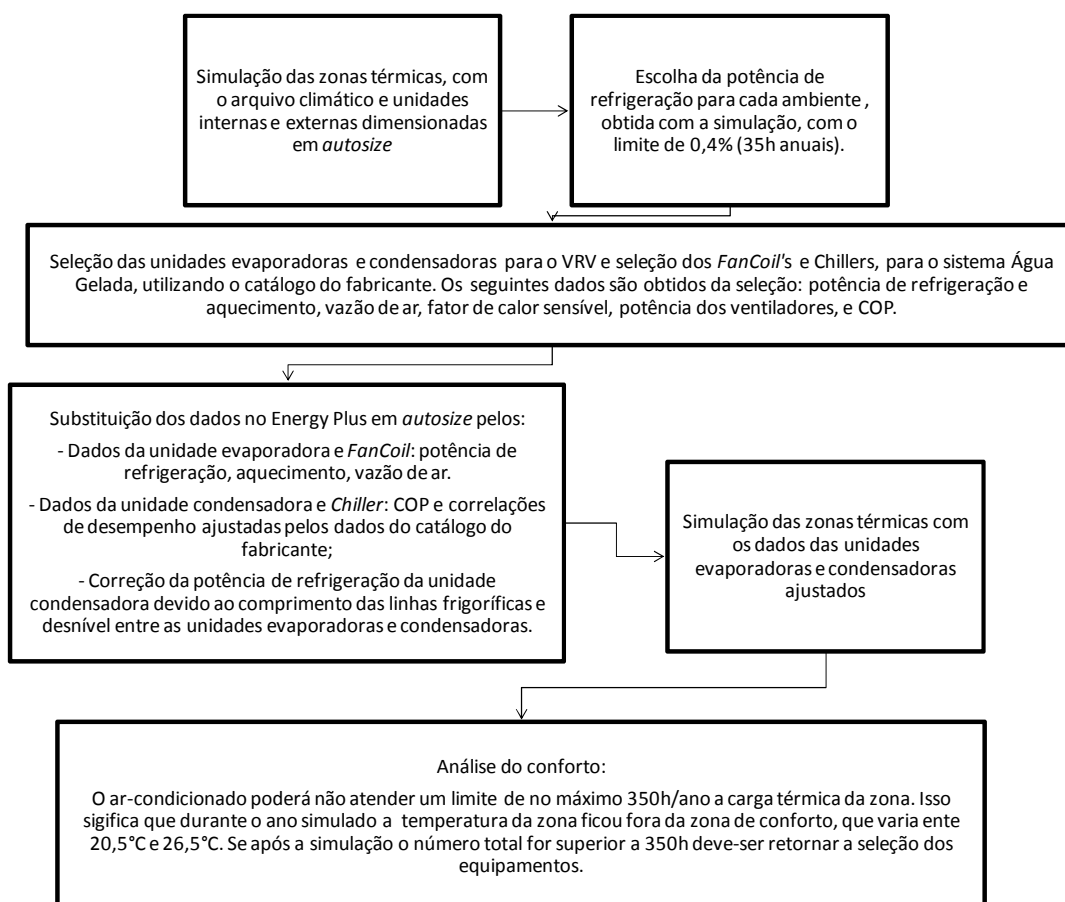 Simulação das zonas térmicas, com
o arquivo climático e unidades
internas e externas dimensionadas
em autosize
Escolha da potência de
refrigeração para cada ambiente ,
obtida com a simulação, com o
limite de 0,4% (35h anuais).
Seleção das unidades evaporadoras e condensadoras para o VRV e seleção dos FanCoil's e Chillers, para o sistema Água
Gelada, utilizando o catálogo do fabricante. Os seguintes dados são obtidos da seleção: potência de refrigeração e
aquecimento, vazão de ar, fator de calor sensível, potência dos ventiladores, e COP.
Substituição dos dados no Energy Plus em autosize pelos:
- Dados da unidade evaporadora e FanCoil: potência de
refrigeração, aquecimento, vazão de ar.
- Dados da unidade condensadora e Chiller: COP e correlações
de desempenho ajustadas pelos dados do catálogo do
fabricante;
- Correção da potência de refrigeração da unidade
condensadora devido ao comprimento das linhas frigoríficas e
desnível entre as unidades evaporadoras e condensadoras.
Simulação das zonas térmicas com
os dados das unidades
evaporadoras e condensadoras
ajustados
Análise do conforto:
O ar-condicionado poderá não atender um limite de no máximo 350h/ano a carga térmica da zona. Isso
sigifica que durante o ano simulado a temperatura da zona ficou fora da zona de conforto, que varia ente
20,5°C e 26,5°C. Se após a simulação o número total for superior a 350h deve-ser retornar a seleção dos
equipamentos.